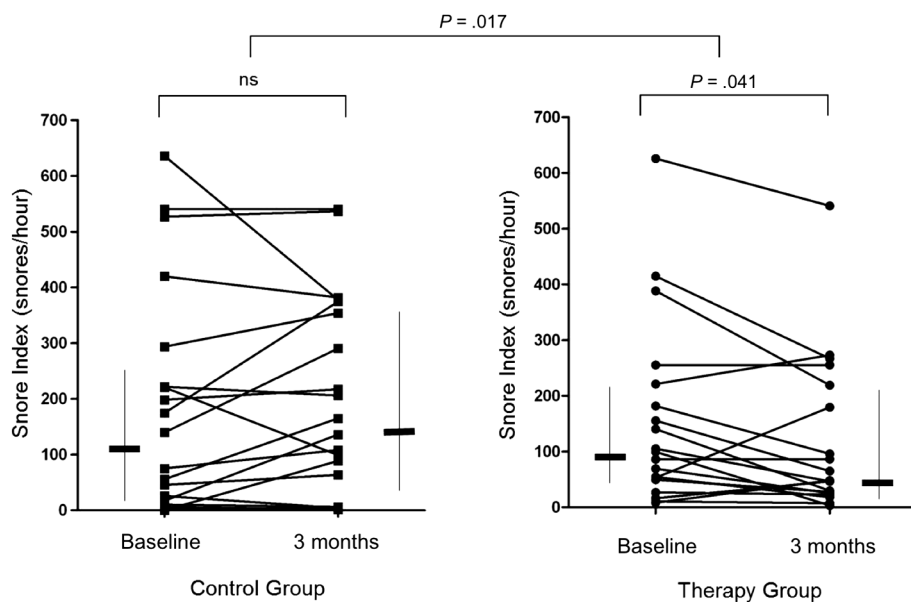 P = .017
ns
P = .041
Snore Index (snores/hour)
700
600
500
400
300
200
100
0
Baseline
3 months
Control Group
Snore Index (snores/hour)
700
600
500
400
300
200
100
0
Baseline
3 months
Therapy Group